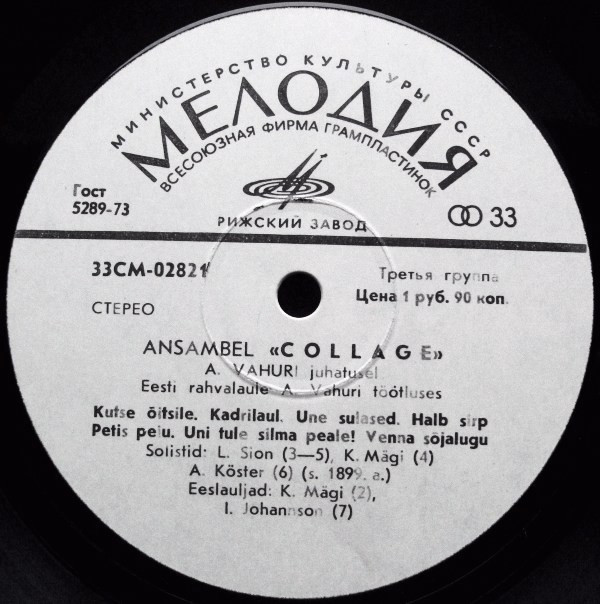 МИНИСТЕРСТВО КУЛЬТУРЫ СССР
МЕЛОДИЯ
ВСЕСОЮЗНАЯ ФИРМА ГРАМПЛАСТИНОК
Гост
5289-73
РИЖСКИЙ ЗАВОД
33
33СМ-02821
Третья группа
СТЕРЕО
Цена 1 руб. 90 коп.
ANSAMBEL «COLLAGE»
A. VAHURI juhatusel
Eesti rahvalaule A. Vahuri töötluses
Kutse õitsile. Kadrilaul. Une sulased. Halb sirp
Petis peiu. Uni tule silma peale! Venna sõjalugu
Solistid: L. Sion (3—5), K. Mägi (4)
A. Köster (6) (s. 1899. a.)
Eeslauljad: K. Mägi (2),
I. Johannson (7)